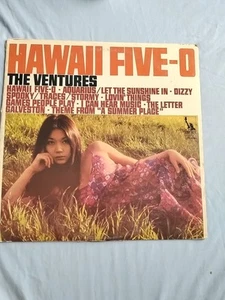 HAWAII FIVE-O
THE VENTURES
HAWAII FIVE-O · AQUARIUS/LET THE SUNSHINE IN · DIZZY
SPOOKY/TRACES/STORMY · LOVIN' THINGS
GAMES PEOPLE PLAY · I CAN HEAR MUSIC · THE LETTER
GALVESTON · THEME FROM "A SUMMER PLACE"